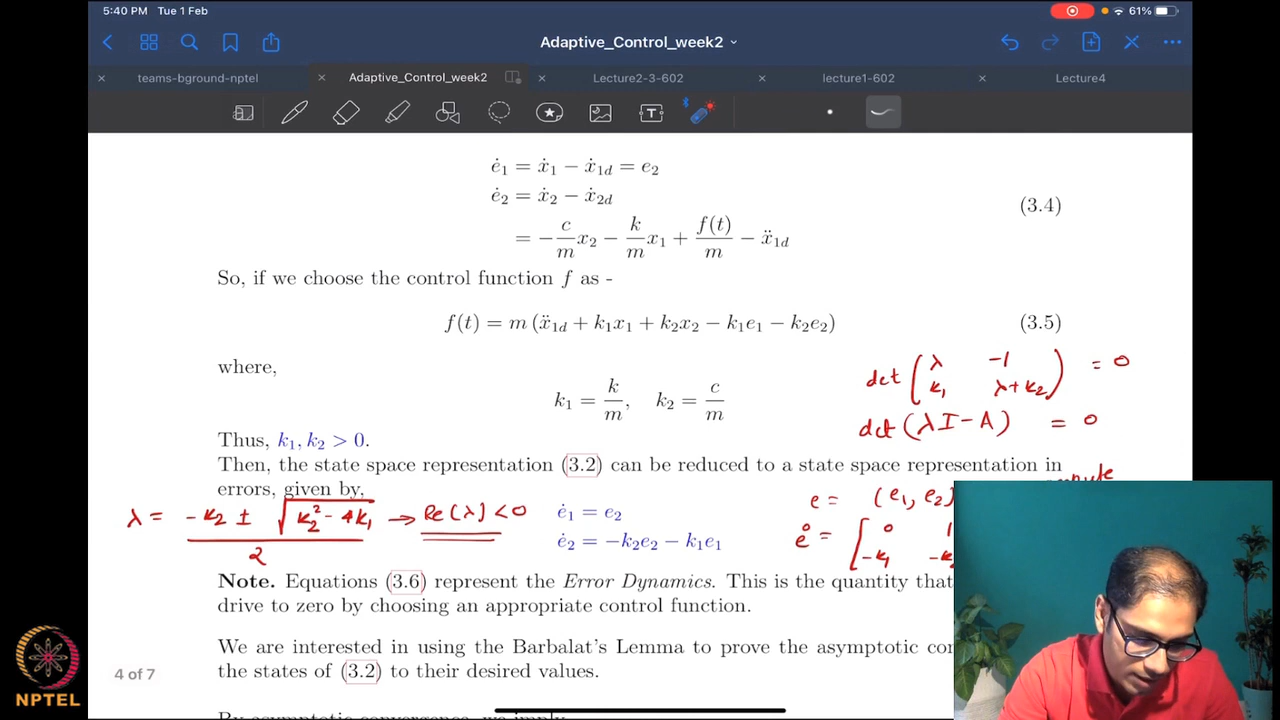 5:40 PM Tue 1 Feb
61%
Adaptive_Control_week2
teams-bground-nptel
Adaptive_Control_week2
Lecture2-3-602
lecture1-602
Lecture4
ė₁ = ẋ₁ − ẋ₁d = e₂
ė₂ = ẋ₂ − ẋ₂d
= −c/m x₂ − k/m x₁ + f(t)/m − ẍ₁d
(3.4)
So, if we choose the control function f as -
f(t) = m (ẍ₁d + k₁x₁ + k₂x₂ − k₁e₁ − k₂e₂) (3.5)
where,
k₁ = k/m, k₂ = c/m
det ( λ -1
k₁ λ+k₂ ) = 0
det (λI − A) = 0
Thus, k₁, k₂ > 0.
Then, the state space representation (3.2) can be reduced to a state space representation in
errors, given by,
λ = −k₂ ± √k₂² − 4k₁ / 2 → Re(λ) < 0
ė₁ = e₂
ė₂ = −k₂e₂ − k₁e₁
e = (e₁, e₂)
ė = [ 0 1
−k₁
Note. Equations (3.6) represent the Error Dynamics. This is the quantity that
drive to zero by choosing an appropriate control function.
We are interested in using the Barbalat's Lemma to prove the asymptotic
the states of (3.2) to their desired values.
4 of 7
NPTEL